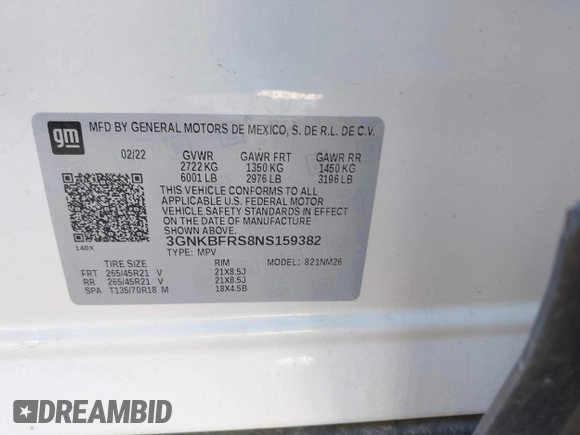 gm MFD BY GENERAL MOTORS DE MEXICO, S. DE R.L. DE C.V.
02/22 GVWR GAWR FRT GAWR RR
2722 KG 1350 KG 1450 KG
6001 LB 2976 LB 3196 LB
THIS VEHICLE CONFORMS TO ALL
APPLICABLE U.S. FEDERAL MOTOR
VEHICLE SAFETY STANDARDS IN EFFECT
ON THE DATE OF MANUFACTURE
SHOWN ABOVE.
140X 3GNKBFRS8NS159382
TYPE: MPV MODEL: 821NM26
TIRE SIZE RIM
FRT 265/45R21 V 21X8.5J
RR 265/45R21 V 21X8.5J
SPA T135/70R18 M 18X4.5B
DREAMBID